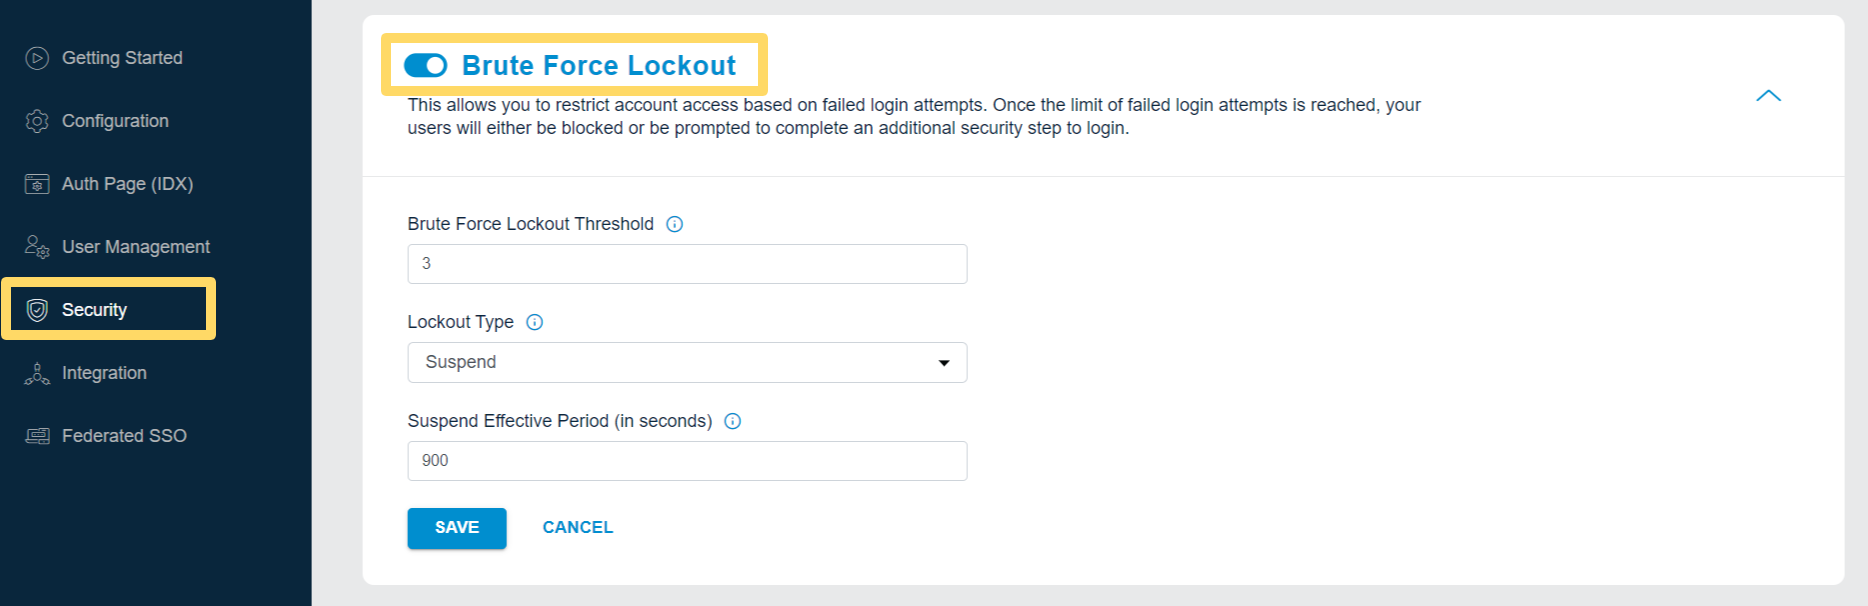 Getting Started
Configuration
Auth Page (IDX)
User Management
Security
Integration
Federated SSO
Brute Force Lockout
This allows you to restrict account access based on failed login attempts. Once the limit of failed login attempts is reached, your
users will either be blocked or be prompted to complete an additional security step to login.
Brute Force Lockout Threshold
3
Lockout Type
Suspend
Suspend Effective Period (in seconds)
900
SAVE CANCEL